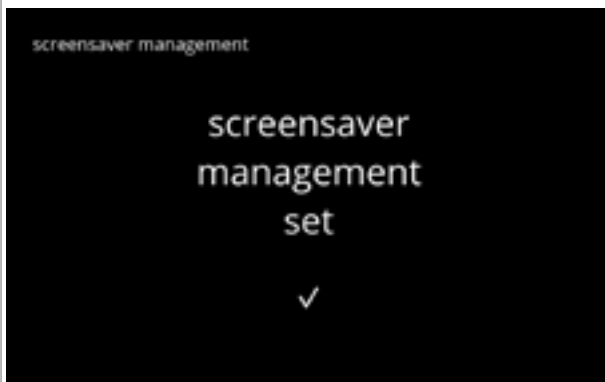 screensaver management
screensaver
management
set
✓